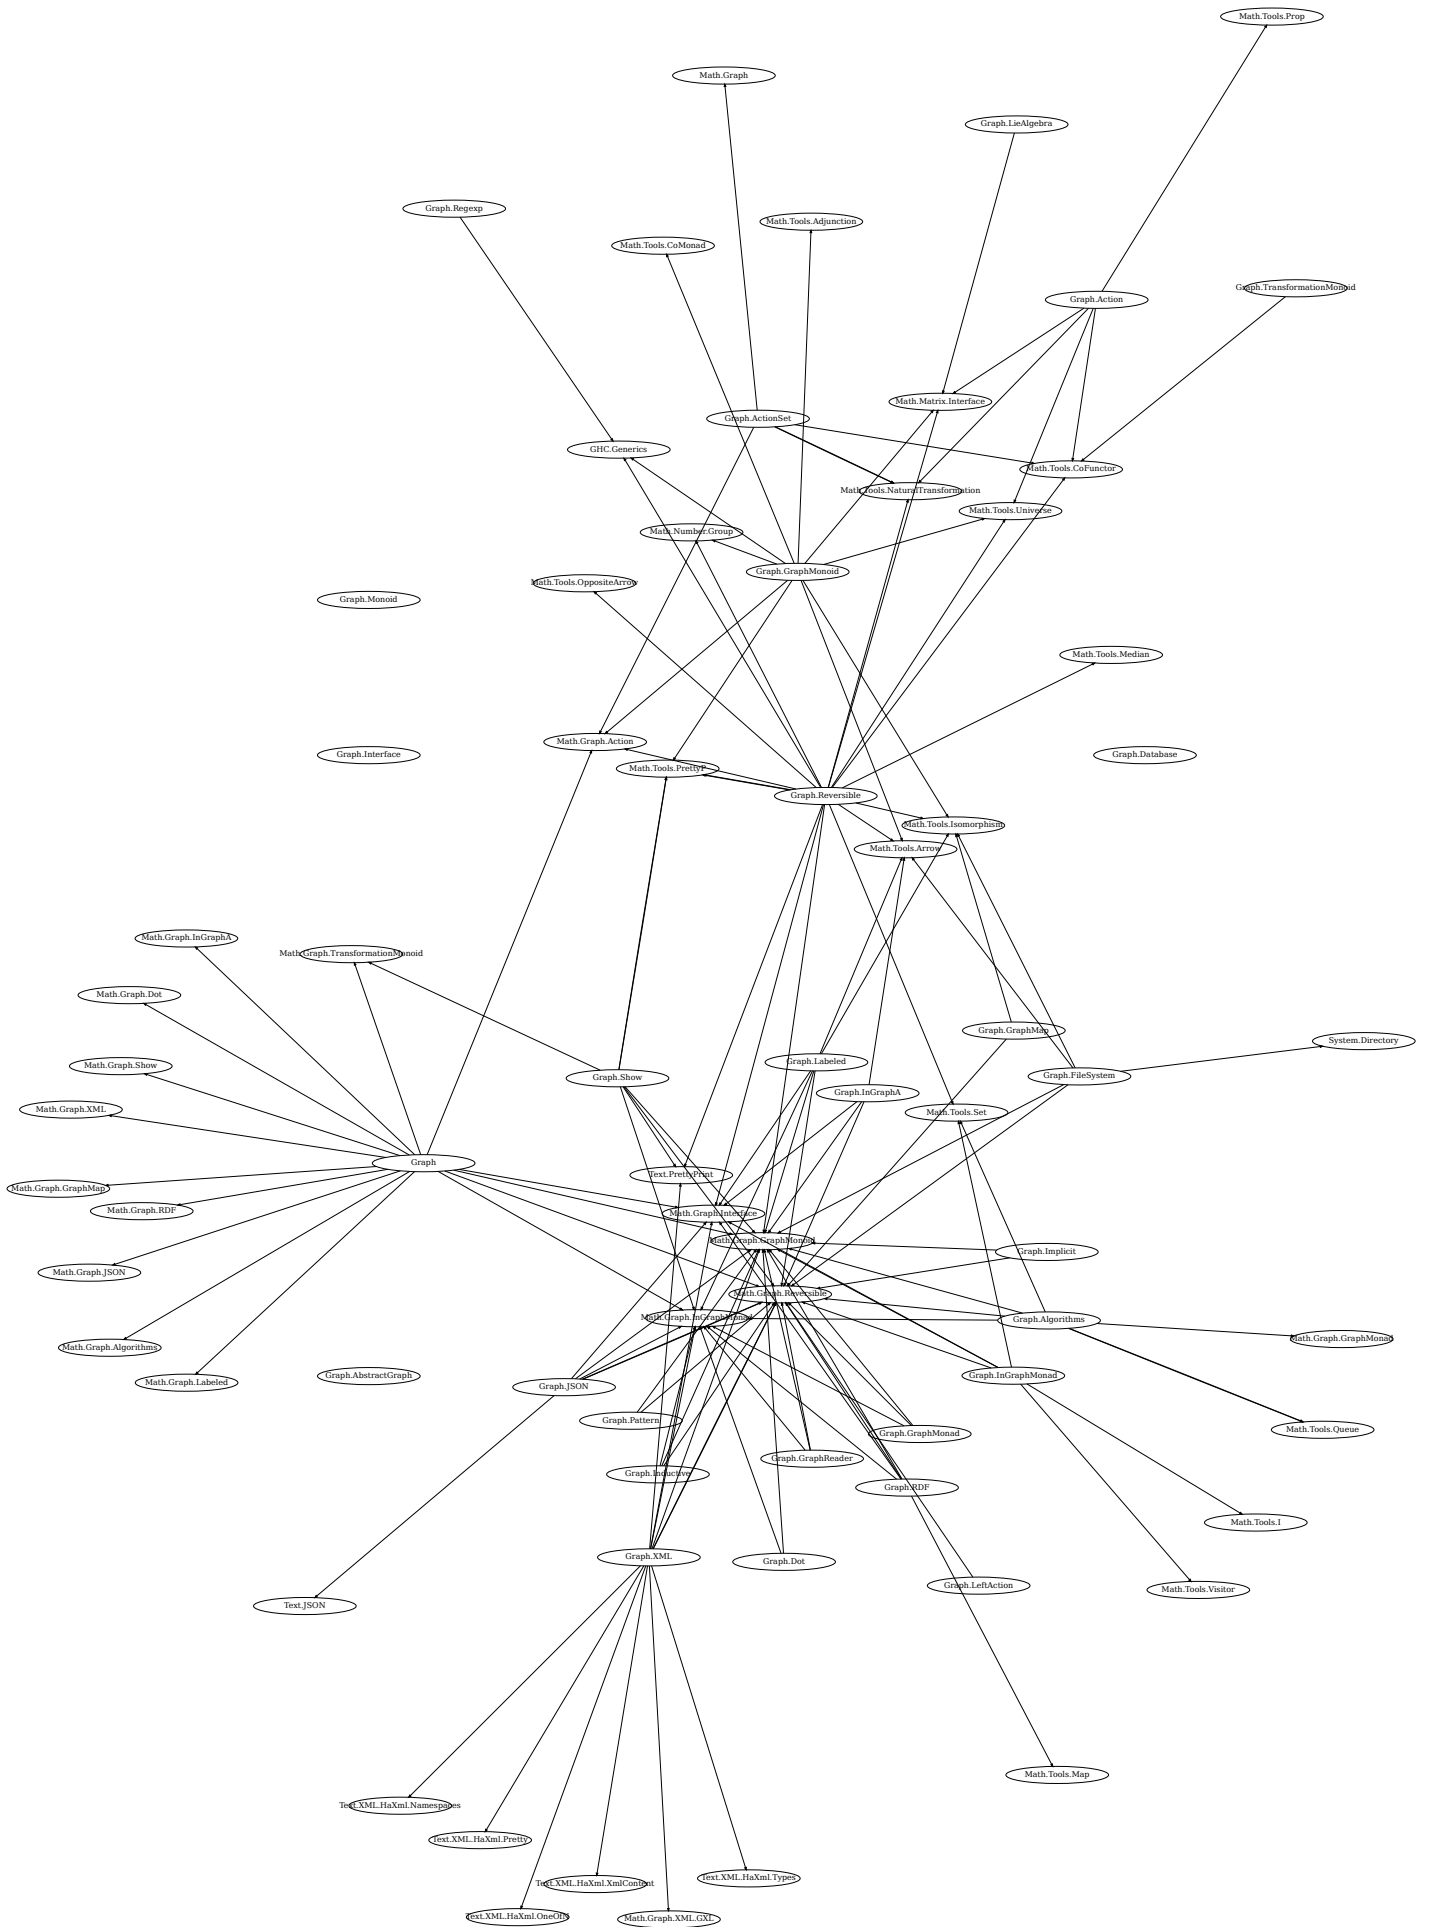 Math.Tools.Prop
Math.Graph
Graph.LieAlgebra
Graph.Regexp
Math.Tools.Adjunction
Math.Tools.CoMonad
Graph.TransformationMonoid
Graph.Action
Math.Matrix.Interface
Graph.ActionSet
GHC.Generics
Math.Tools.CoFunctor
Math.Tools.NaturalTransformation
Math.Tools.Universe
Math.Number.Group
Graph.GraphMonoid
Math.Tools.OppositeArrow
Graph.Monoid
Math.Tools.Median
Math.Graph.Action
Graph.Interface
Graph.Database
Math.Tools.PrettyP
Graph.Reversible
Math.Tools.Isomorphism
Math.Tools.Arrow
Math.Graph.InGraphA
Math.Graph.TransformationMonoid
Math.Graph.Dot
Graph.GraphMap
System.Directory
Graph.Labeled
Math.Graph.Show
Graph.Show
Graph.FileSystem
Graph.InGraphA
Math.Graph.XML
Math.Tools.Set
Graph
Text.PrettyPrint
Math.Graph.GraphMap
Math.Graph.RDF
Math.Graph.Interface
Math.Graph.GraphMonoid
Graph.Implicit
Math.Graph.JSON
Math.Graph.Reversible
Math.Graph.InGraphMonad
Graph.Algorithms
Math.Graph.GraphMonad
Math.Graph.Algorithms
Graph.AbstractGraph
Graph.InGraphMonad
Math.Graph.Labeled
Graph.JSON
Graph.Pattern
Math.Tools.Queue
Graph.GraphMonad
Graph.GraphReader
Graph.Inductive
Graph.RDF
Math.Tools.I
Graph.XML
Graph.Dot
Graph.LeftAction
Math.Tools.Visitor
Text.JSON
Math.Tools.Map
Text.XML.HaXml.Namespaces
Text.XML.HaXml.Pretty
Text.XML.HaXml.Types
Text.XML.HaXml.XmlContent
Text.XML.HaXml.OneOfN
Math.Graph.XML.GXL